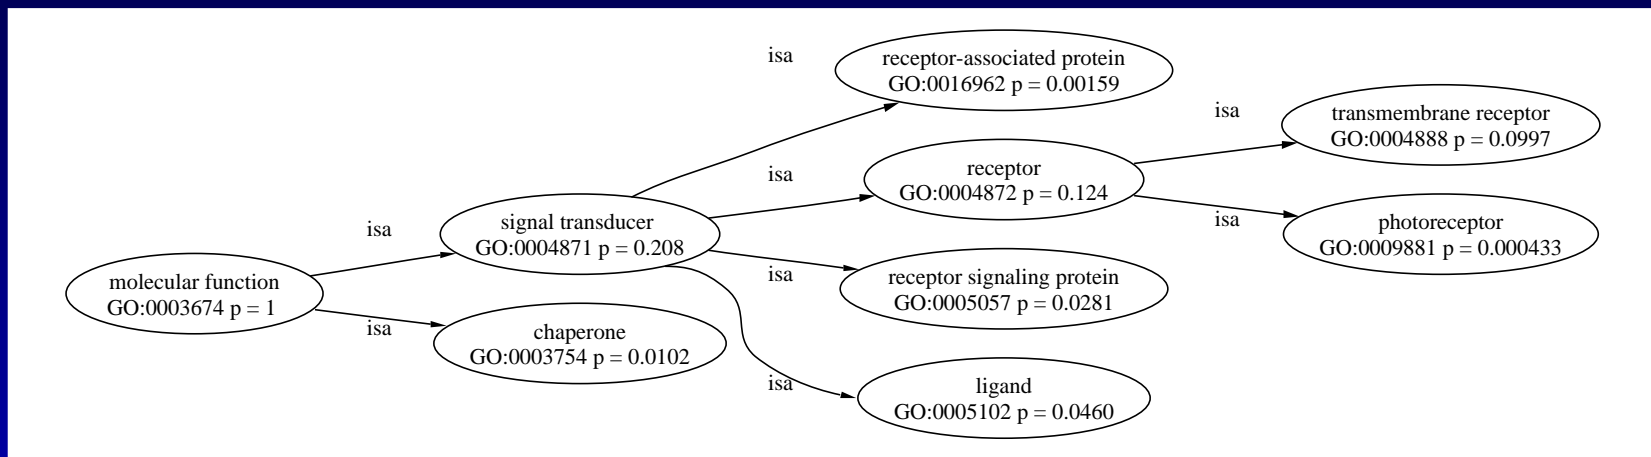 isa
receptor-associated protein
GO:0016962 p = 0.00159
isa
transmembrane receptor
GO:0004888 p = 0.0997
isa
receptor
GO:0004872 p = 0.124
isa
photoreceptor
GO:0009881 p = 0.000433
isa
signal transducer
GO:0004871 p = 0.208
isa
receptor signaling protein
GO:0005057 p = 0.0281
molecular function
GO:0003674 p = 1
isa
chaperone
GO:0003754 p = 0.0102
isa
ligand
GO:0005102 p = 0.0460